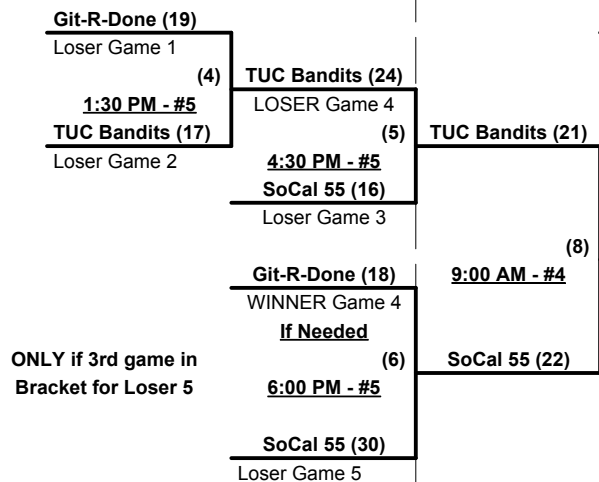 Git-R-Done (19)
Loser Game 1
(4)
1:30 PM - #5
TUC Bandits (17)
Loser Game 2
TUC Bandits (24)
LOSER Game 4
(5)
4:30 PM - #5
SoCal 55 (16)
Loser Game 3
TUC Bandits (21)
(8)
9:00 AM - #4
Git-R-Done (18)
WINNER Game 4
If Needed
ONLY if 3rd game in
Bracket for Loser 5
(6)
6:00 PM - #5
SoCal 55 (22)
SoCal 55 (30)
Loser Game 5